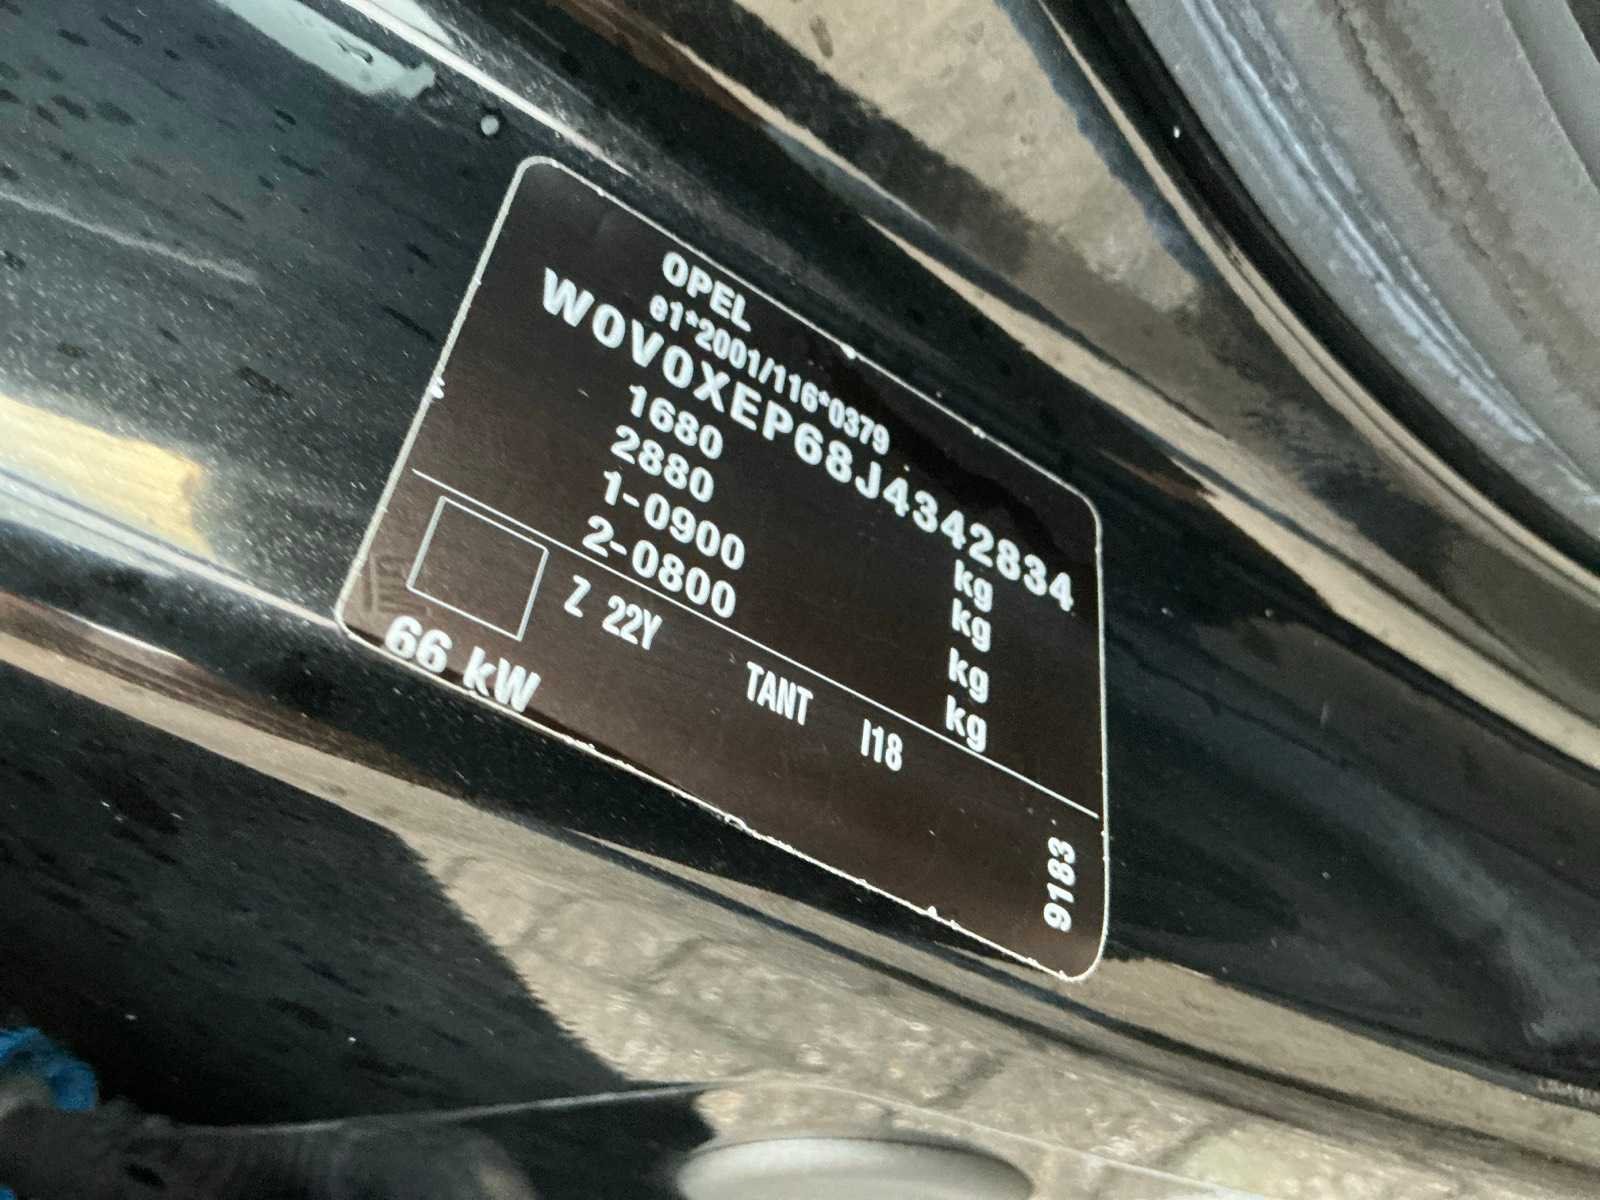 OPEL
e1*2001/116*0379
W0V0XEP68J4342834
1680 kg
2880 kg
1-0900 kg
2-0800 kg
Z 22Y TANT I18
66 kW
9183